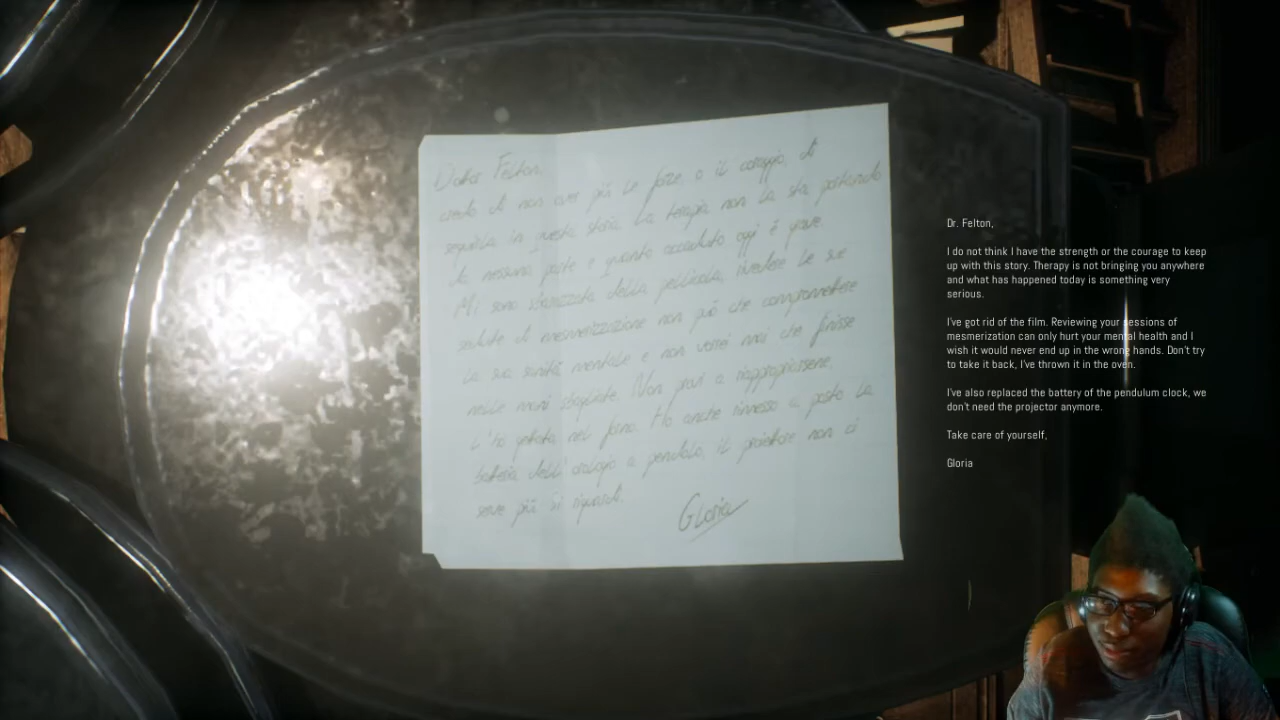 Dottor Felton,
credo di non aver più le forze, o il coraggio, di
seguirla in questa storia. La terapia non la sta portando
da nessuna parte e quanto accaduto oggi è grave.
Mi sono sbarazzata della pellicola, rivedere le sue
sedute di mesmerizzazione non può che compromettere
la sua sanità mentale e non vorrei mai che finisse
nelle mani sbagliate. Non provi a riappropriarsene,
l'ho gettata nel forno. Ho anche rimesso a posto la
batteria dell'orologio a pendolo, il proiettore non ci
serve più. Si riguardi.
Gloria
Dr. Felton,
I do not think I have the strength or the courage to keep
up with this story. Therapy is not bringing you anywhere
and what has happened today is something very
serious.
I've got rid of the film. Reviewing your sessions of
mesmerization can only hurt your mental health and I
wish it would never end up in the wrong hands. Don't try
to take it back, I've thrown it in the oven.
I've also replaced the battery of the pendulum clock, we
don't need the projector anymore.
Take care of yourself,
Gloria